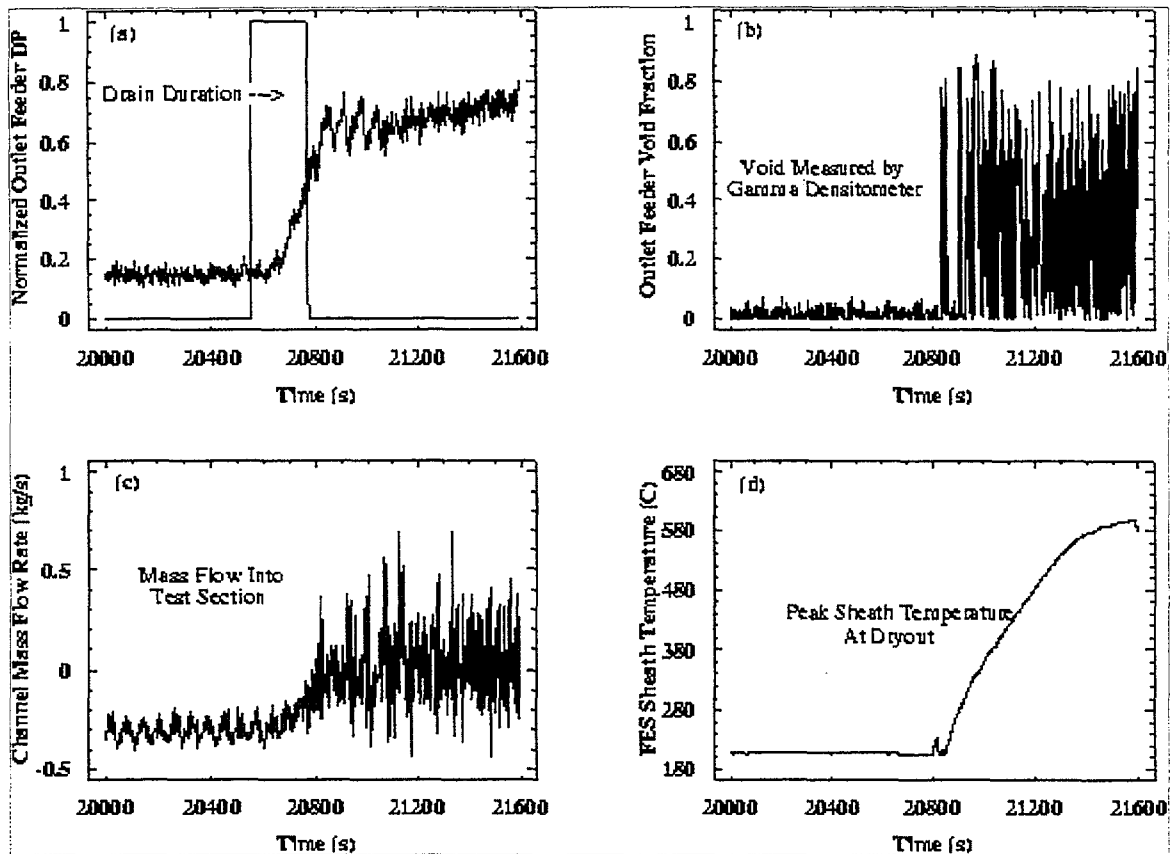 (a)
Normalized Outlet Feeder DP
1
0.8
0.6
0.4
0.2
0
Drain Duration -->
20000 20400 20800 21200 21600
Time (s)
(b)
Outlet Feeder Void Fraction
1
0.8
0.6
0.4
0.2
0
Void Measured by
Gamma Densitometer
20000 20400 20800 21200 21600
Time (s)
(c)
Channel Mass Flow Rate (kg/s)
1
0.5
0
-0.5
Mass Flow Into
Test Section
20000 20400 20800 21200 21600
Time (s)
(d)
FES Sheath Temperature (C)
680
580
480
380
280
180
Peak Sheath Temperature
At Dryout
20000 20400 20800 21200 21600
Time (s)